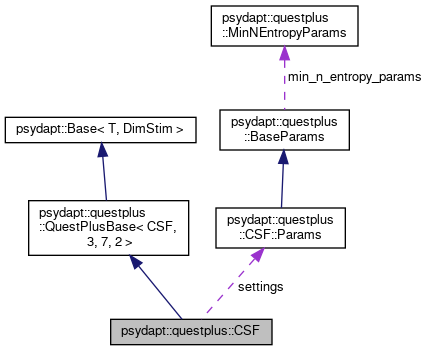 psydapt::questplus
::MinNEntropyParams
min_n_entropy_params
psydapt::Base< T, DimStim >
psydapt::questplus
::BaseParams
psydapt::questplus
::QuestPlusBase< CSF,
3, 7, 2 >
psydapt::questplus
::CSF::Params
settings
psydapt::questplus::CSF